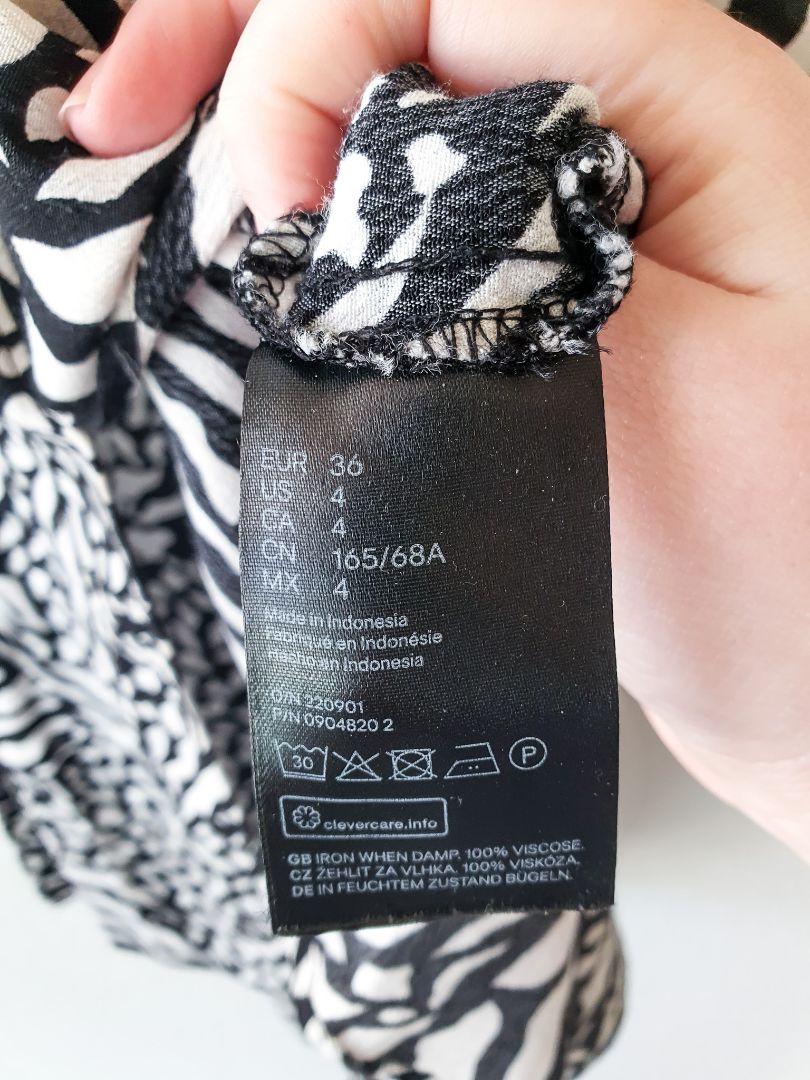 EUR 36
US 4
CA 4
CN 165/68A
MX 4
Made in Indonesia
Fabriqué en Indonésie
Hecho en Indonesia
O/N 220901
P/N 0904820 2
30
P
clevercare.info
GB IRON WHEN DAMP. 100% VISCOSE.
CZ ŽEHLIT ZA VLHKA. 100% VISKÓZA.
DE IN FEUCHTEM ZUSTAND BÜGELN.